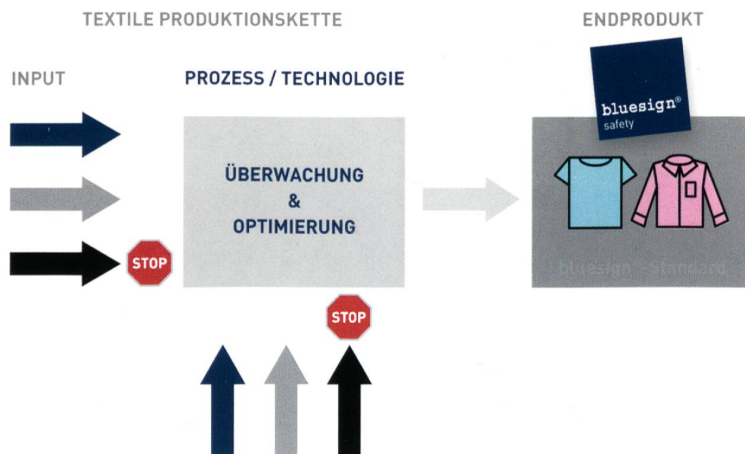 TEXTILE PRODUKTIONSKETTE
ENDPRODUKT
INPUT
PROZESS / TECHNOLOGIE
bluesign®
safety
ÜBERWACHUNG
&
OPTIMIERUNG
STOP
bluesign®-Standard
STOP